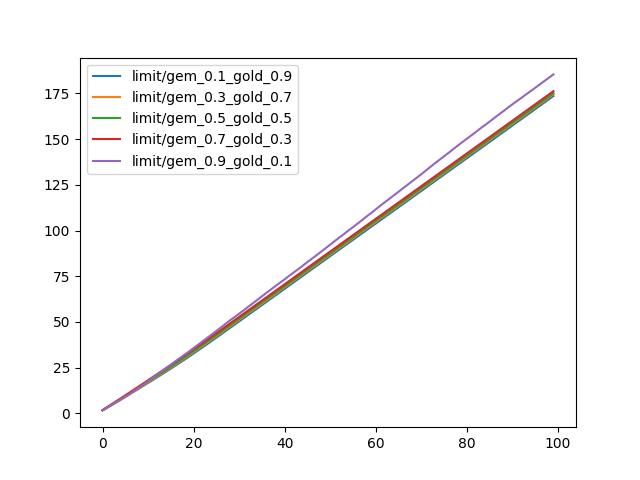 limit/gem_0.1_gold_0.9
limit/gem_0.3_gold_0.7
limit/gem_0.5_gold_0.5
limit/gem_0.7_gold_0.3
limit/gem_0.9_gold_0.1
175
150
125
100
75
50
25
0
0 20 40 60 80 100